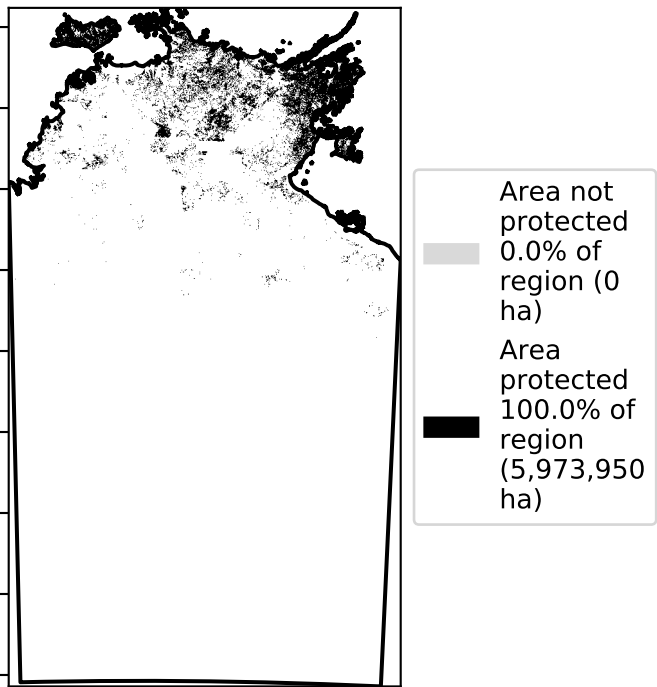 Area not
protected
0.0% of
region (0
ha)
Area
protected
100.0% of
region
(5,973,950
ha)